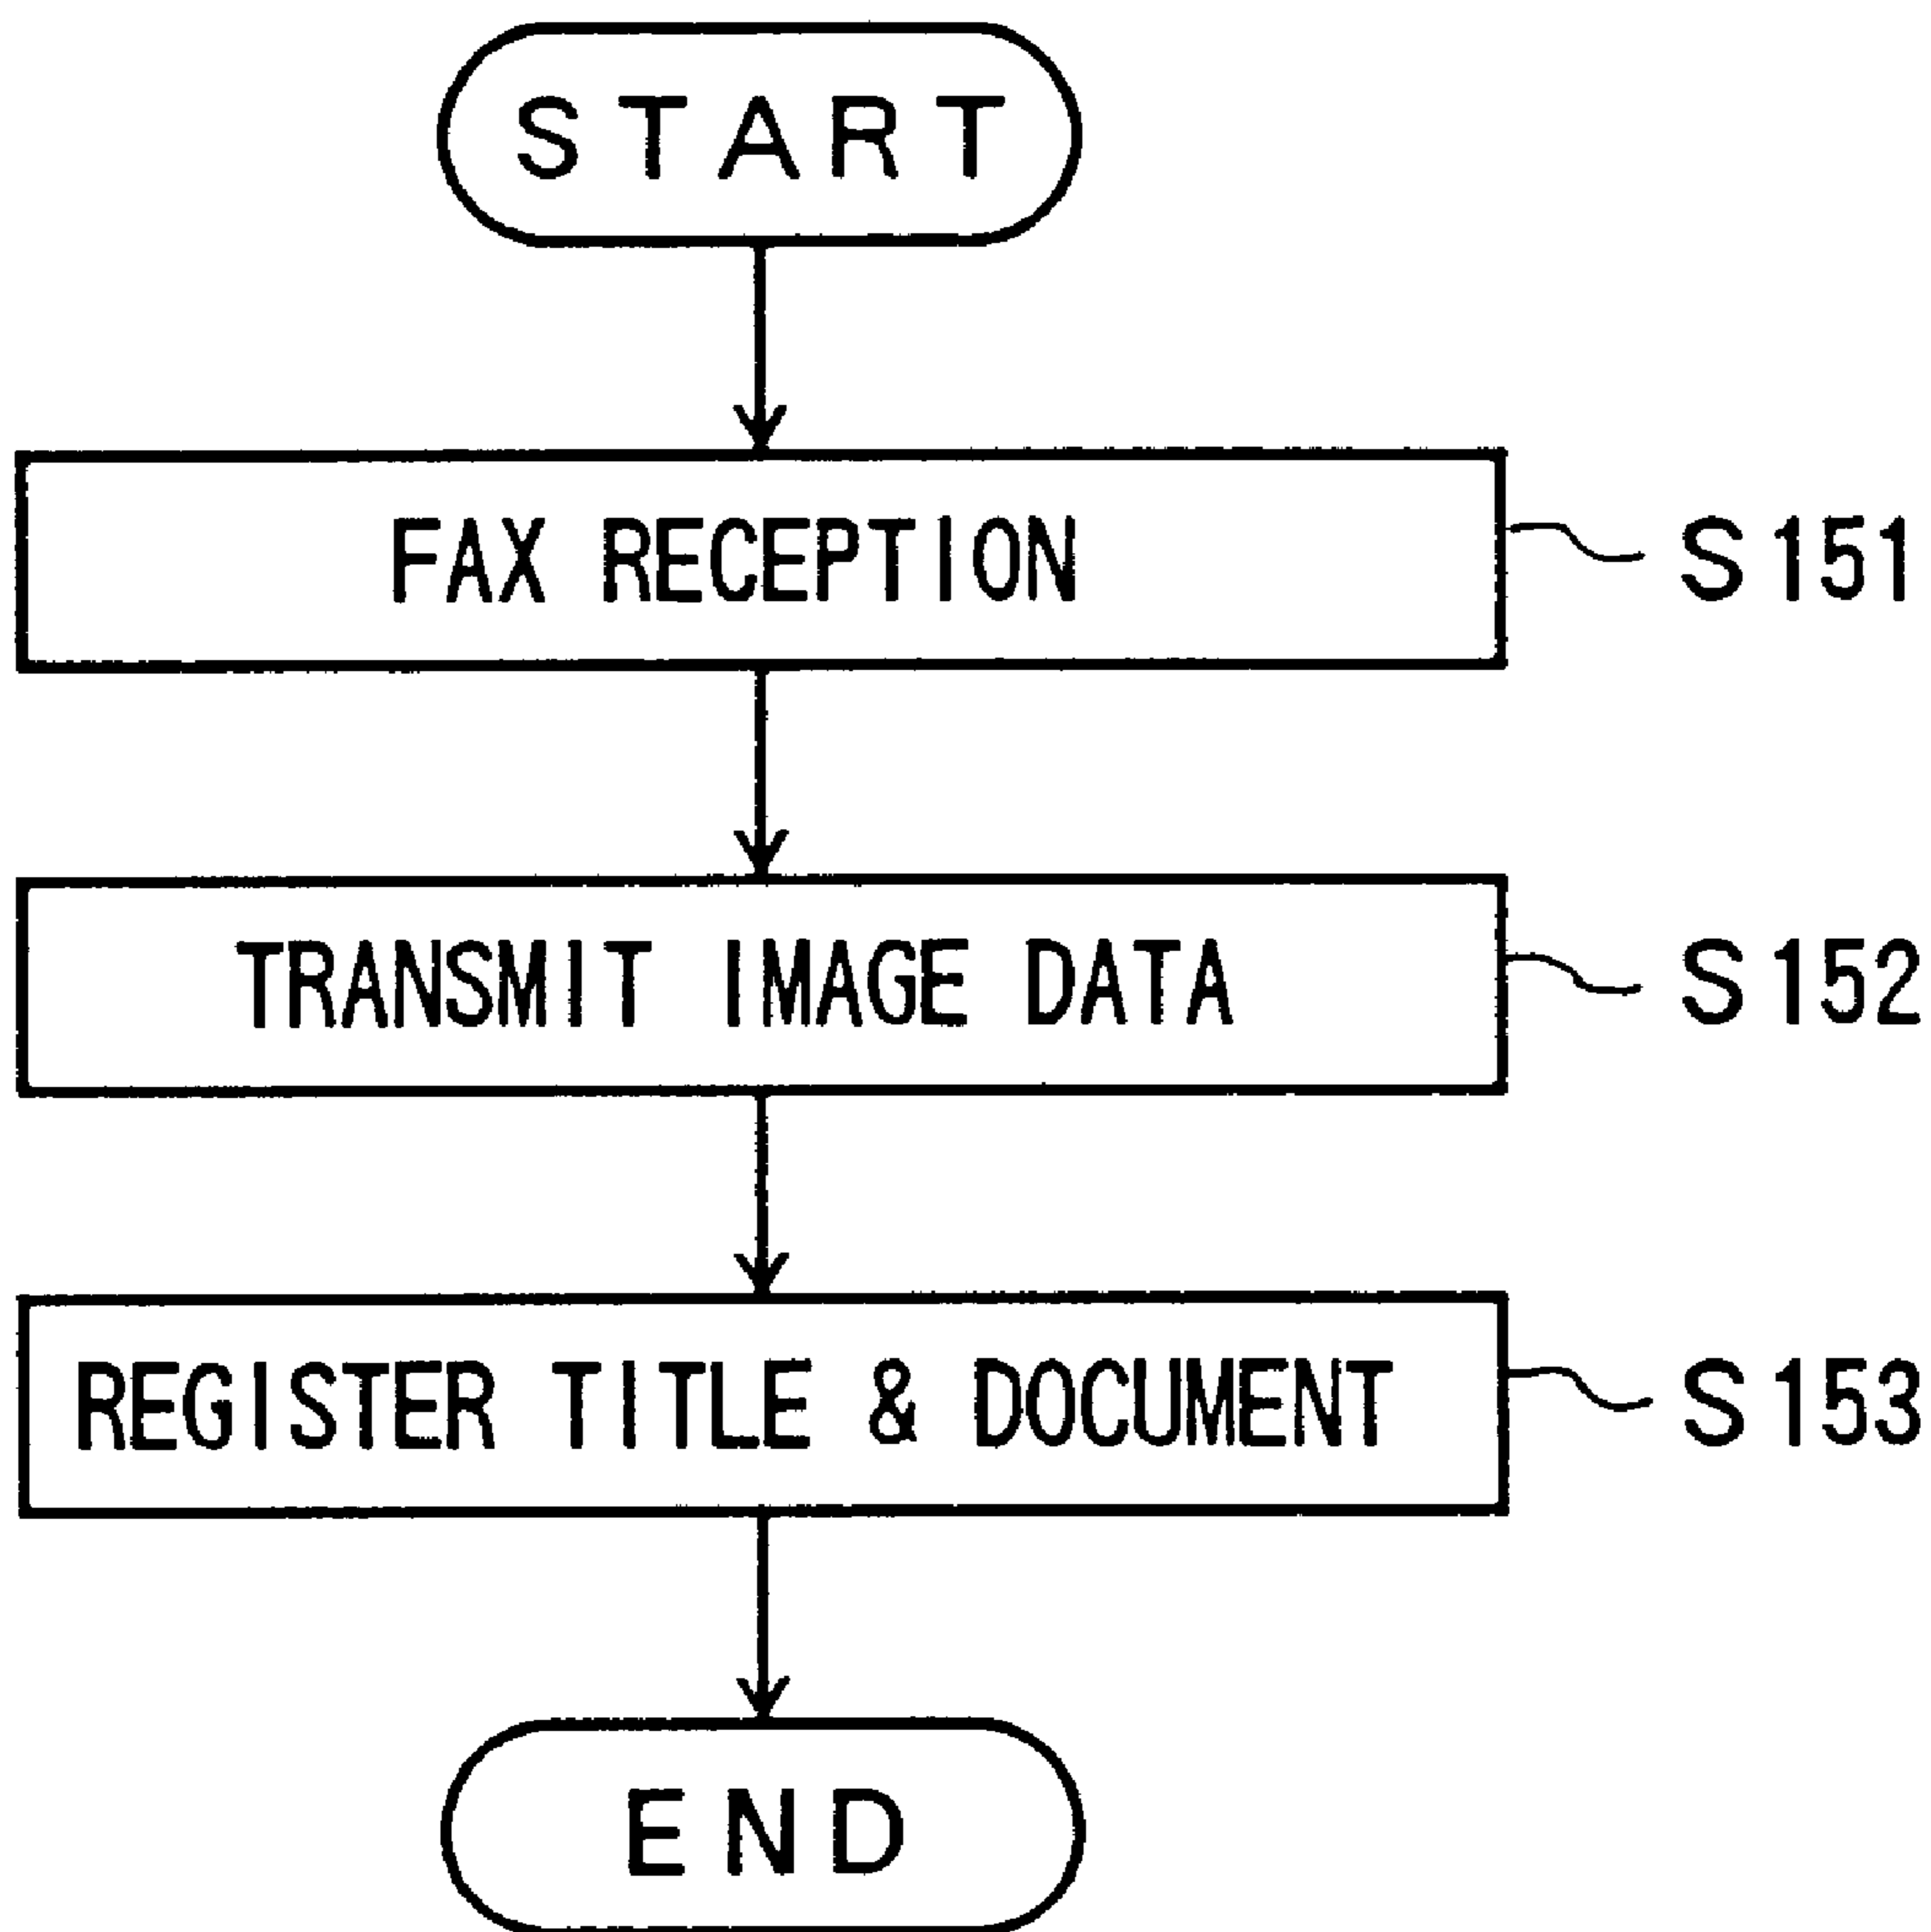 START
FAX RECEPTION
S151
TRANSMIT IMAGE DATA
S152
REGISTER TITLE & DOCUMENT
S153
END